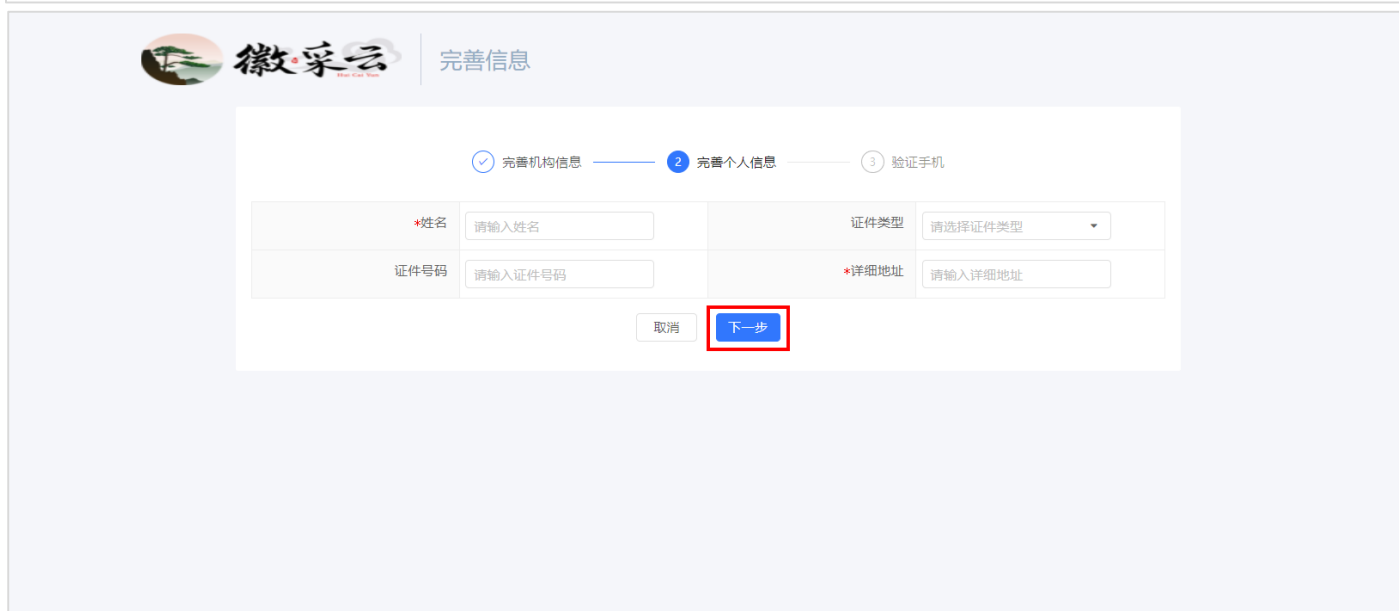 徽采云
Hui Cai Yun
完善信息
完善机构信息 2 完善个人信息 3 验证手机
*姓名 请输入姓名 证件类型 请选择证件类型
证件号码 请输入证件号码 *详细地址 请输入详细地址
取消 下一步